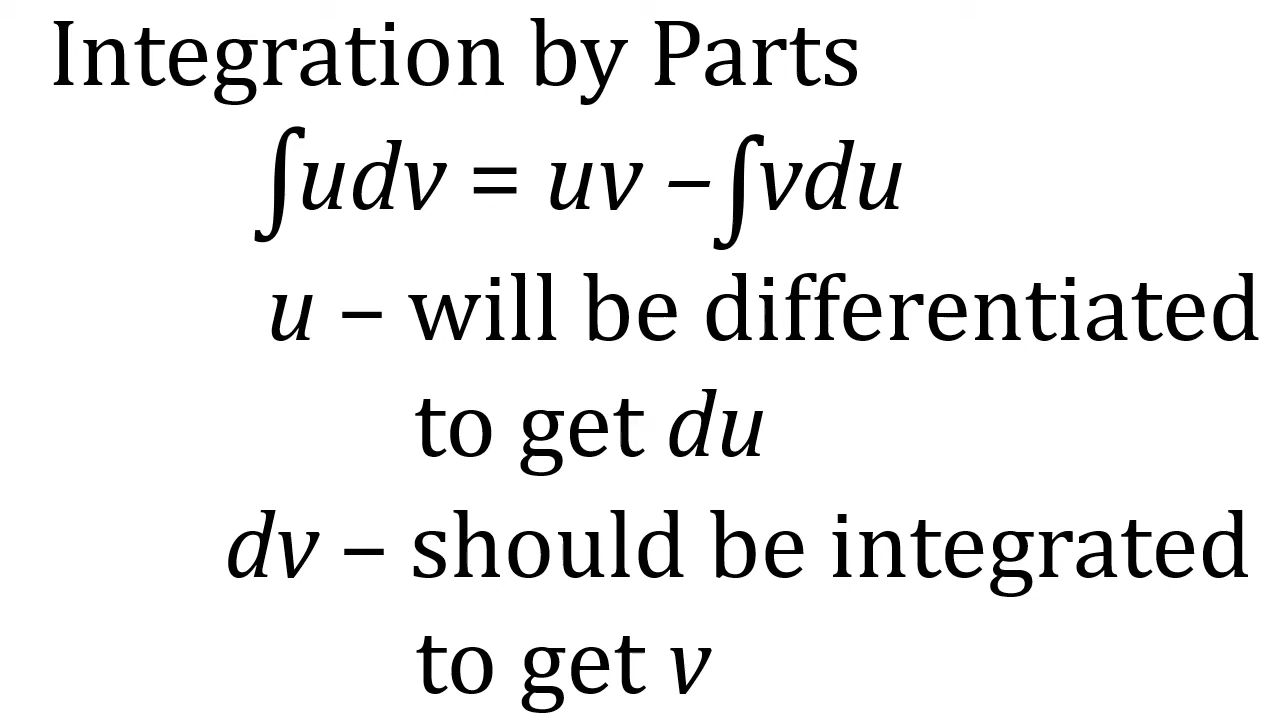 Integration by Parts
∫udv = uv –∫vdu
u – will be differentiated
to get du
dv – should be integrated
to get v